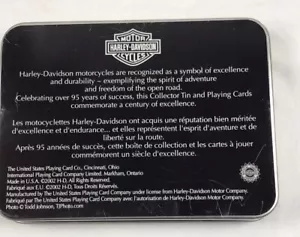 MOTOR
HARLEY-DAVIDSON
CYCLES
Harley-Davidson motorcycles are recognized as a symbol of excellence
and durability – exemplifying the spirit of adventure
and freedom of the open road.
Celebrating over 95 years of success, this Collector Tin and Playing Cards
commemorate a century of excellence.
Les motocyclettes Harley-Davidson ont acquis une réputation bien mérité
d'excellence et d'endurance... et elles représentent l'esprit d'aventure et de
liberté sur la route.
Après 95 années de succès, cette boîte de collection et les cartes à jouer
commémorent un siècle d'excellence.
The United States Playing Card Co., Cincinnati, Ohio
International Playing Card Company Limited, Markham, Ontario
Made in U.S.A. ©2002 H-D, All Rights Reserved.
Fabriqué aux E.U. ©2002 H-D, Tous Droits Réservés.
Manufactured by The United States Playing Card Company under license from Harley-Davidson Motor Company.
Fabriqué par The United States Playing Card Company avec l'autorisation de Harley-Davidson Motor Company.
Photo © Todd Johnson, TJPhoto.com